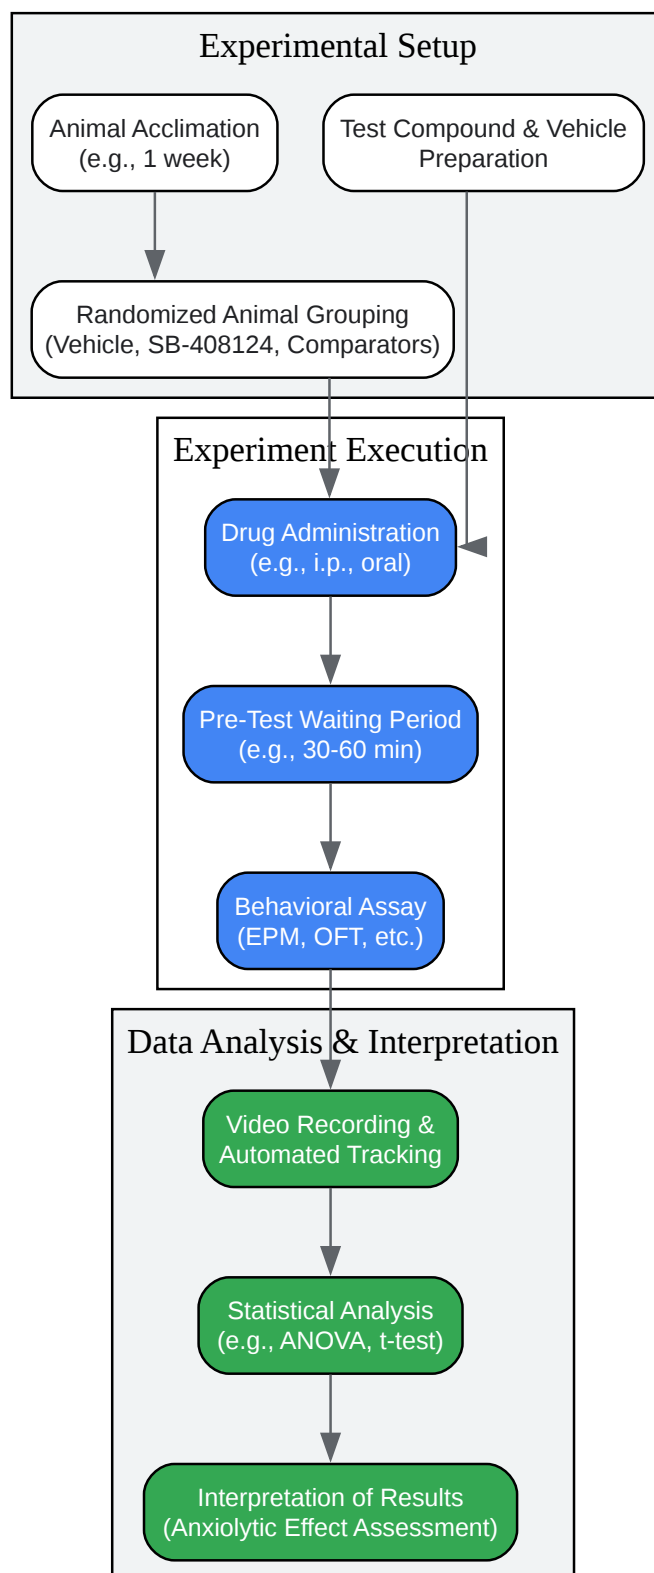 Experimental Setup
Animal Acclimation
(e.g., 1 week)
Test Compound & Vehicle
Preparation
Randomized Animal Grouping
(Vehicle, SB-408124, Comparators)
Experiment Execution
Drug Administration
(e.g., i.p., oral)
Pre-Test Waiting Period
(e.g., 30-60 min)
Behavioral Assay
(EPM, OFT, etc.)
Data Analysis & Interpretation
Video Recording &
Automated Tracking
Statistical Analysis
(e.g., ANOVA, t-test)
Interpretation of Results
(Anxiolytic Effect Assessment)